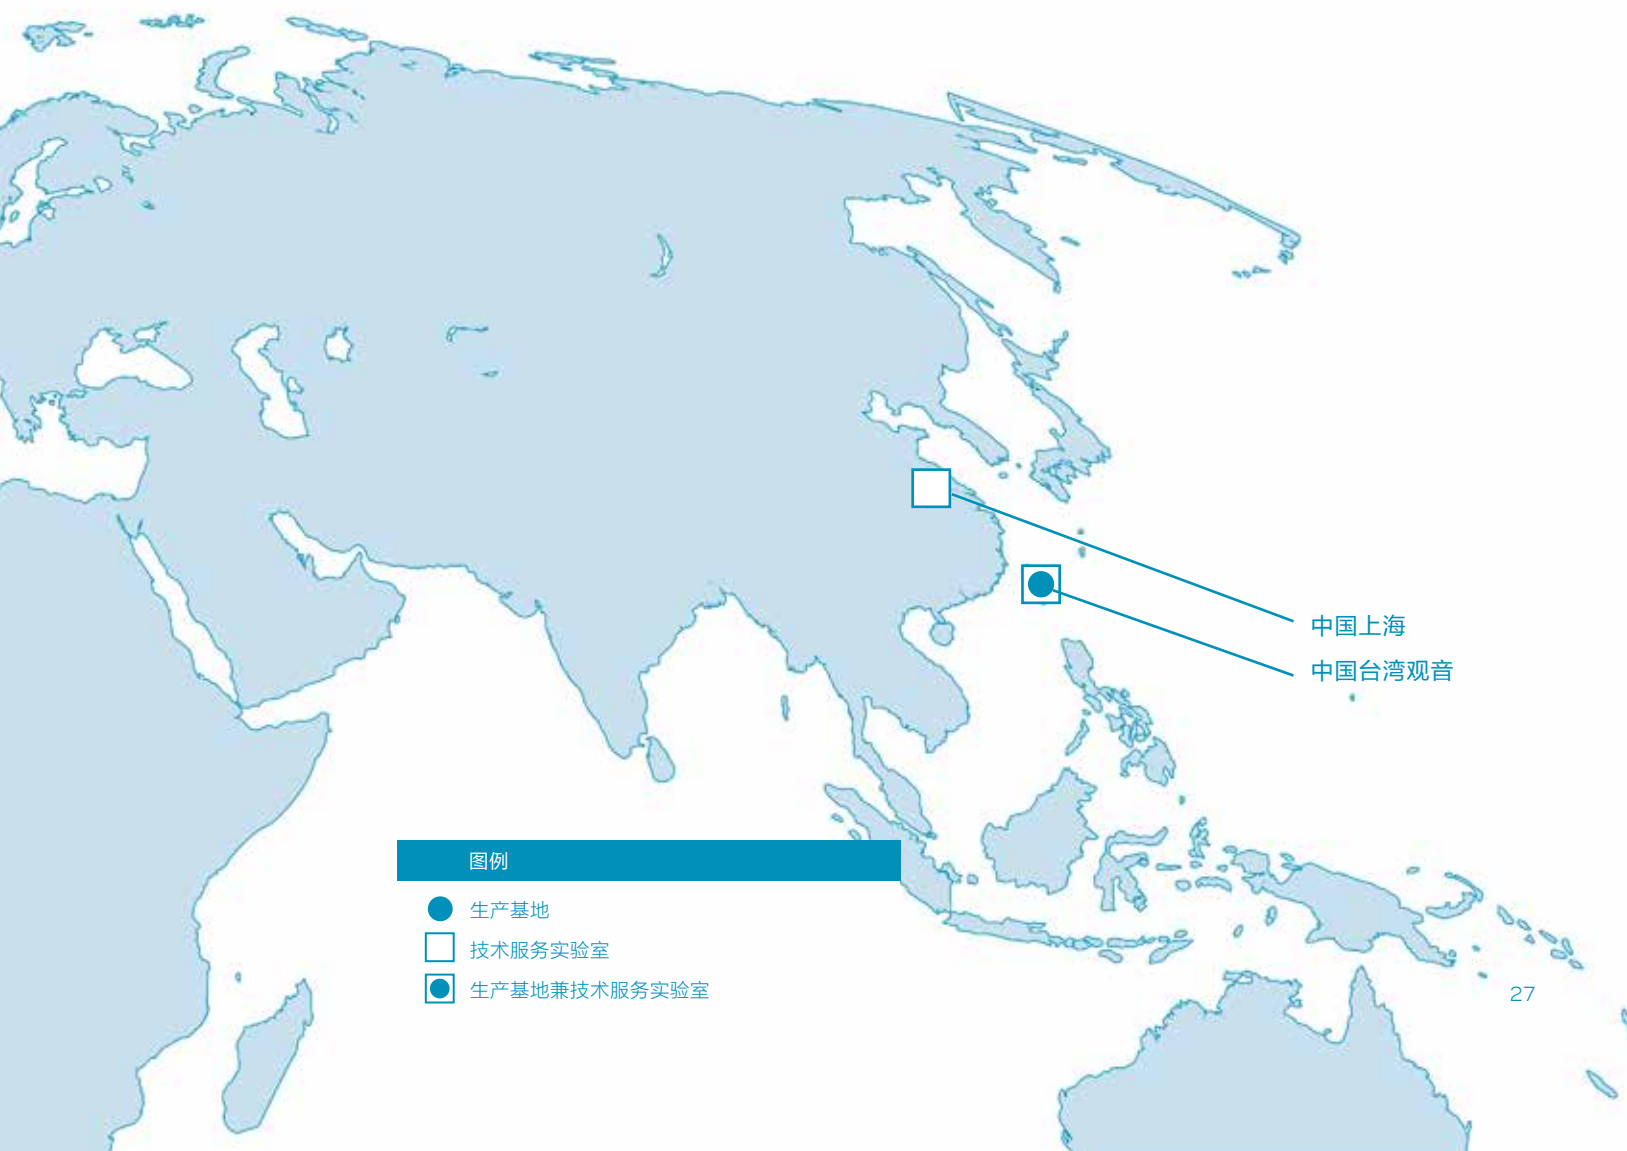 中国上海
中国台湾观音
图例
生产基地
技术服务实验室
生产基地兼技术服务实验室
27